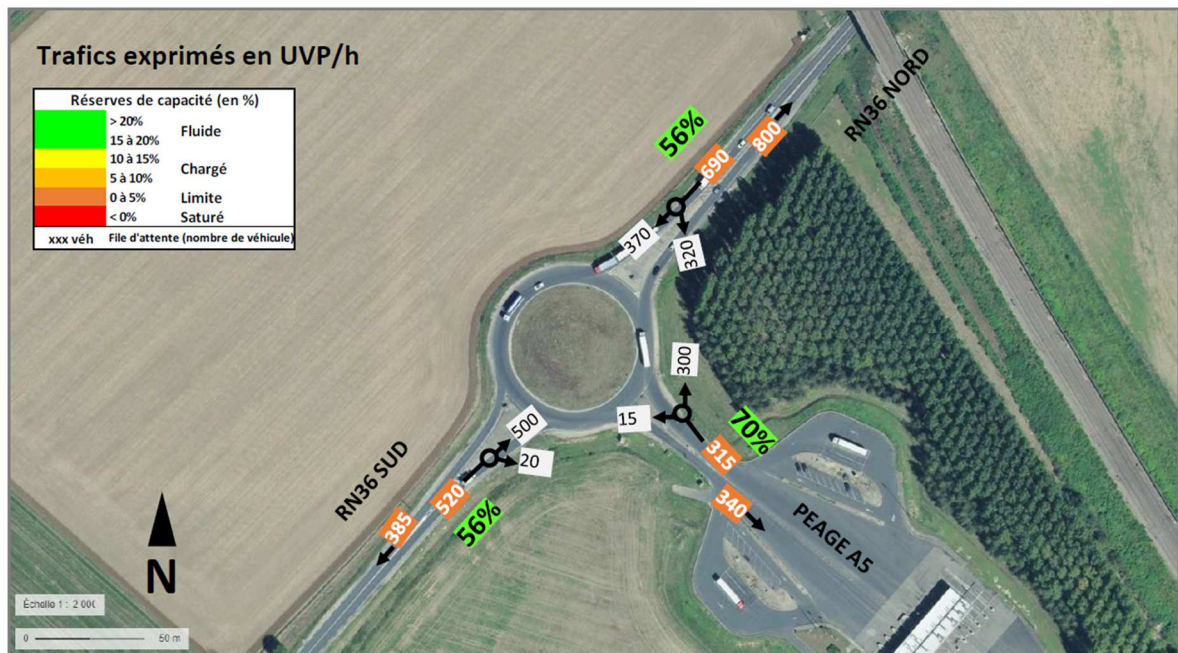 Trafics exprimés en UVP/h
Réserves de capacité (en %)
> 20%
15 à 20%
Fluide
10 à 15%
5 à 10%
Chargé
0 à 5%
Limite
< 0%
Saturé
xxx véh
File d'attente (nombre de véhicule)
RN36 NORD
56%
690
800
370
320
300
15
70%
315
340
PEAGE A5
500
20
RN36 SUD
520
385
56%
N
Échelle 1 : 2 000
0
50 m